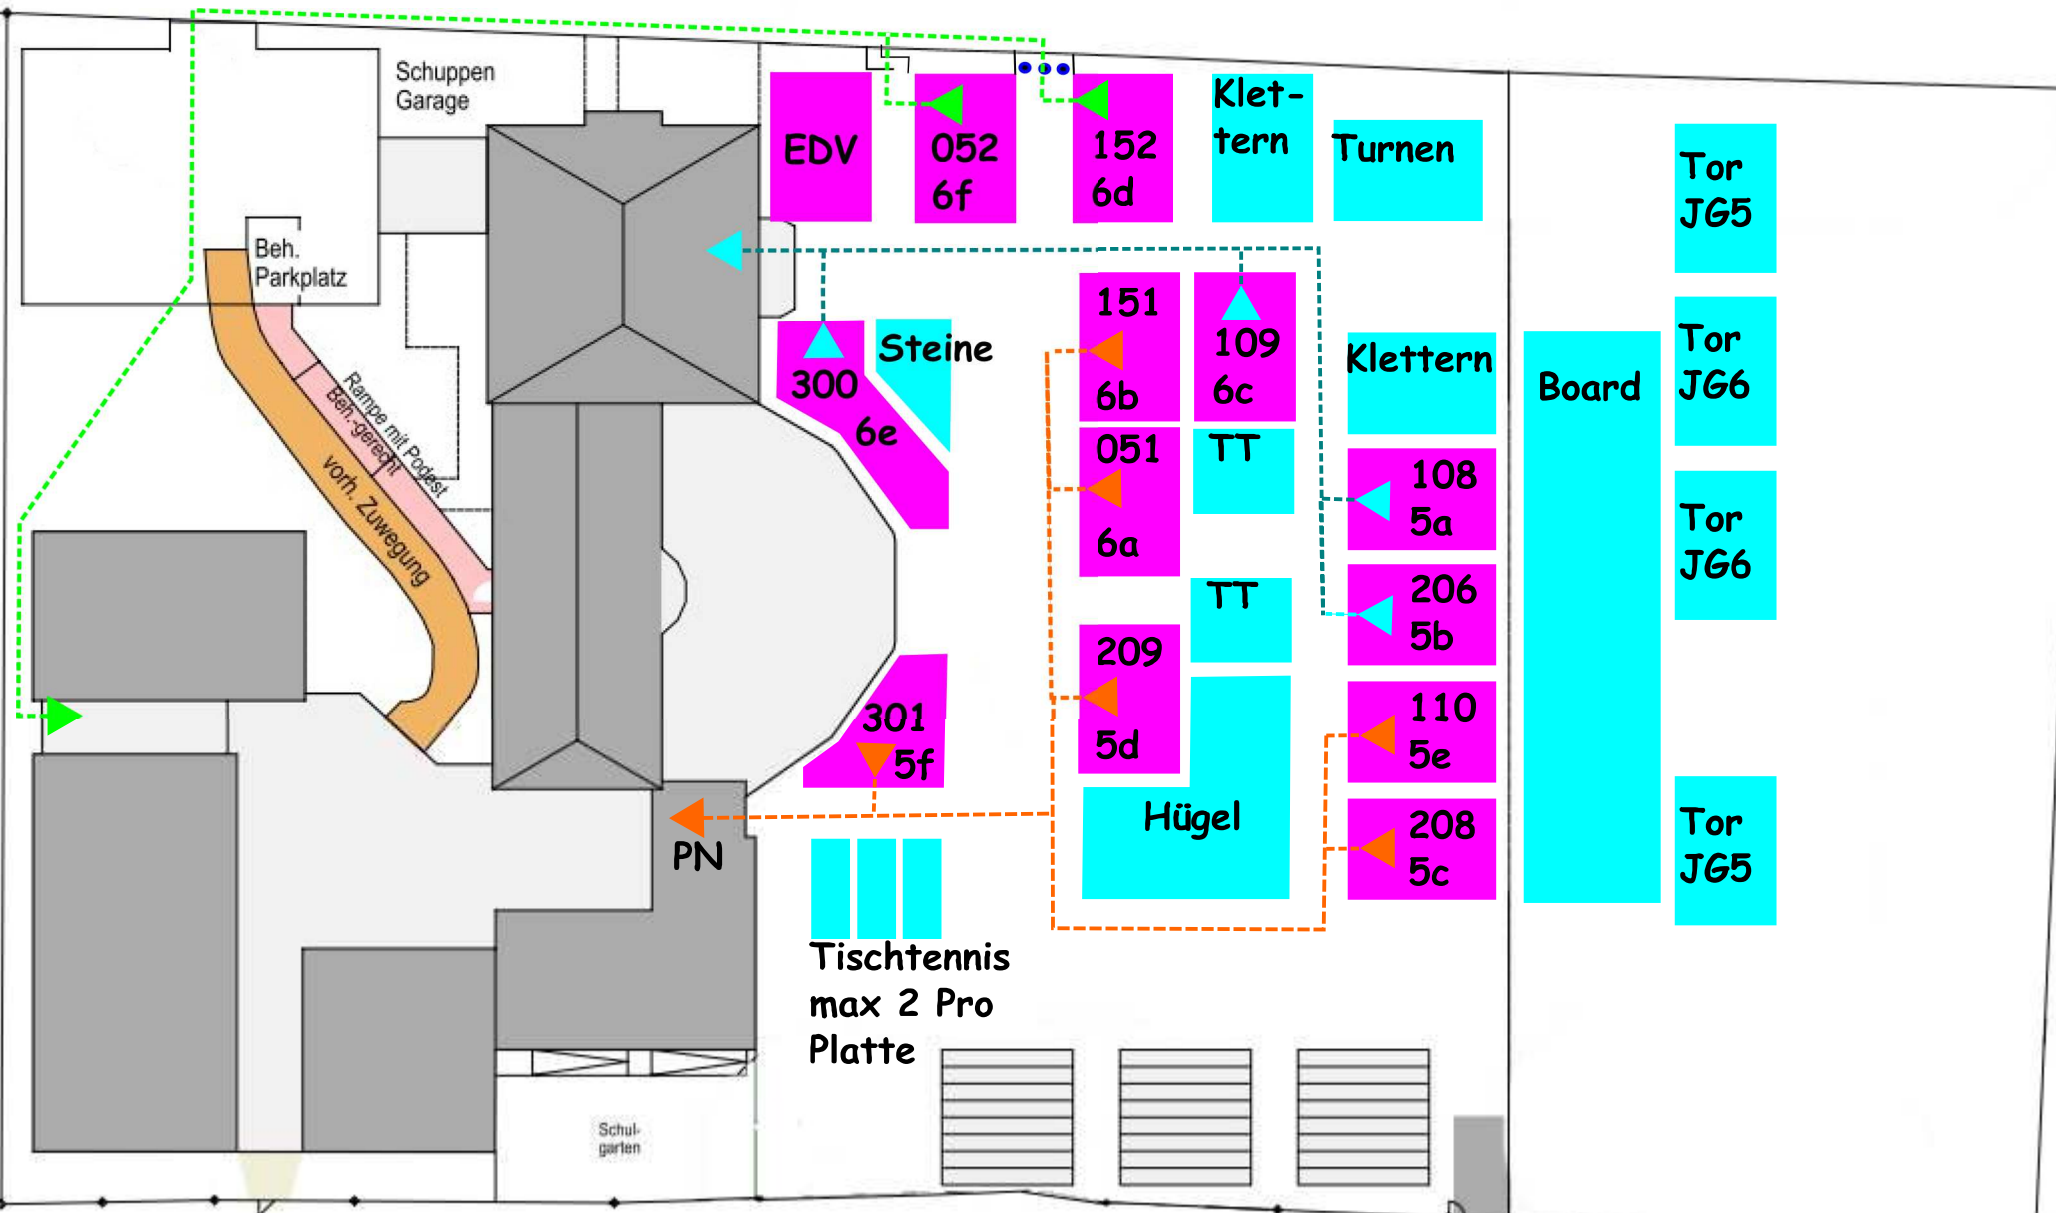 Schuppen
Garage
Beh.
Parkplatz
Rampe mit Podest
Beh.-gerecht
vorh. Zuwegung
EDV
052
6f
152
6d
Klet-
tern
Turnen
Tor
JG5
300
6e
Steine
151
6b
109
6c
Klettern
Board
Tor
JG6
051
6a
TT
108
5a
Tor
JG6
TT
206
5b
209
5d
301
5f
110
5e
PN
Hügel
208
5c
Tor
JG5
Tischtennis
max 2 Pro
Platte
Schul-
garten